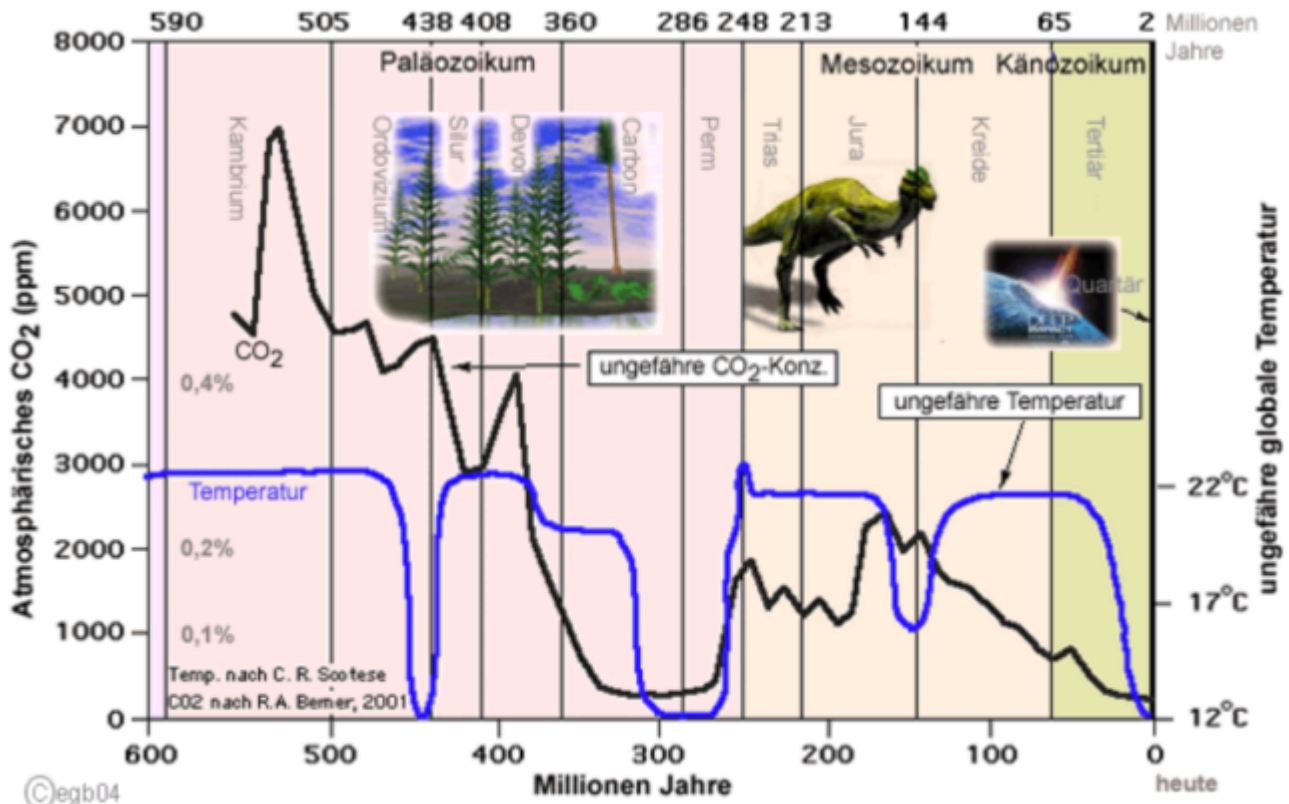 590 505 438 408 360 286 248 213 144 65 2 Millionen
Jahre
8000
7000
6000
5000
4000
3000
2000
1000
0
Atmosphärisches CO2 (ppm)
Paläozoikum
Mesozoikum
Känozoikum
Kambrium
Ordovizium
Silur
Devon
Carbon
Perm
Trias
Jura
Kreide
Tertiär
Quartär
DEEP
IMPACT
CO2
0,4%
ungefähre CO2-Konz.
ungefähre Temperatur
Temperatur
0,2%
0,1%
Temp. nach C. R. Scotese
CO2 nach R.A. Berner, 2001
22°C
17°C
12°C
ungefähre globale Temperatur
600 500 400 300 200 100 0
Millionen Jahre
heute
©egb04